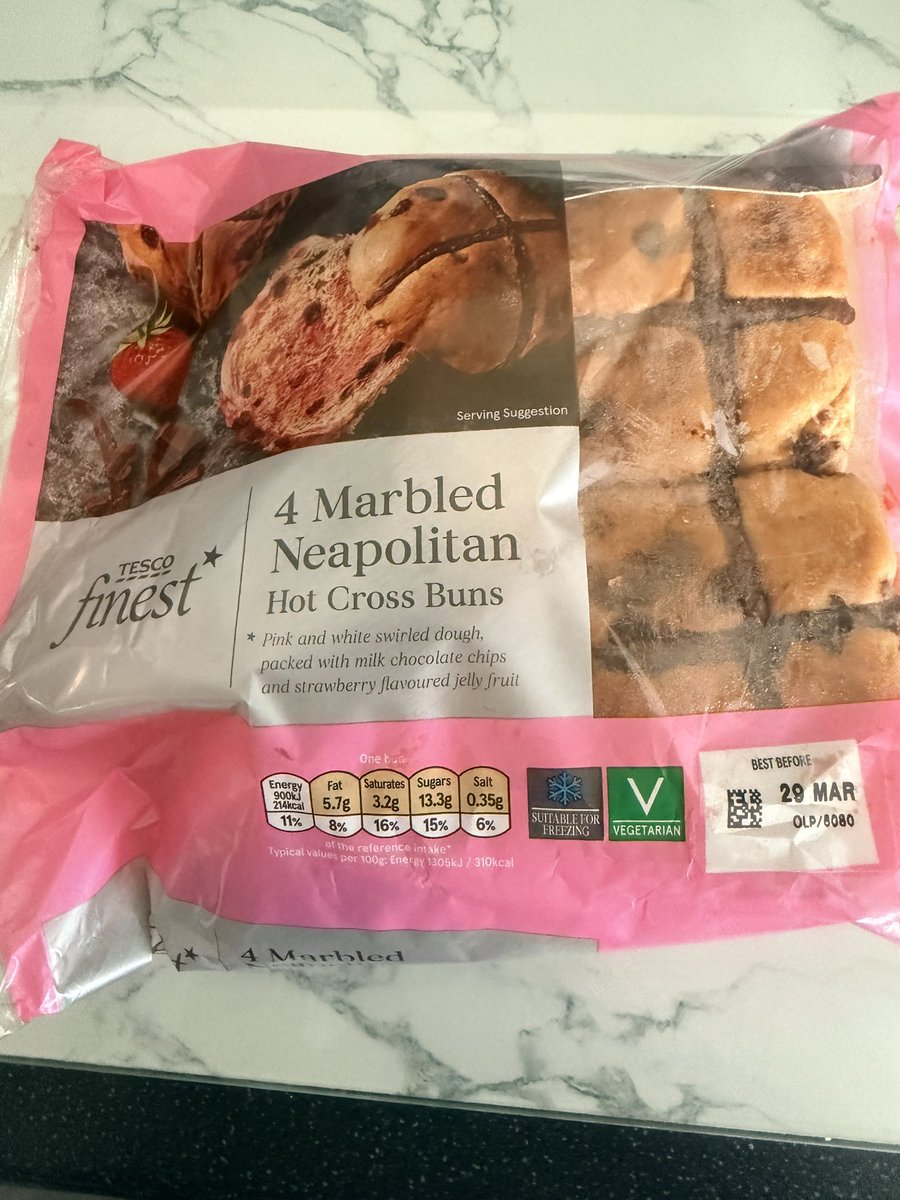 Serving Suggestion
TESCO
finest
4 Marbled
Neapolitan
Hot Cross Buns
* Pink and white swirled dough,
packed with milk chocolate chips
and strawberry flavoured jelly fruit
One bun
Energy
900kJ
214kcal
11%
Fat
5.7g
8%
Saturates
3.2g
16%
Sugars
13.3g
15%
Salt
0.35g
6%
of the reference intake*
Typical values per 100g: Energy 1305kJ / 310kcal
SUITABLE FOR
FREEZING
V
VEGETARIAN
BEST BEFORE
29 MAR
OLP/8080
4 Marbled